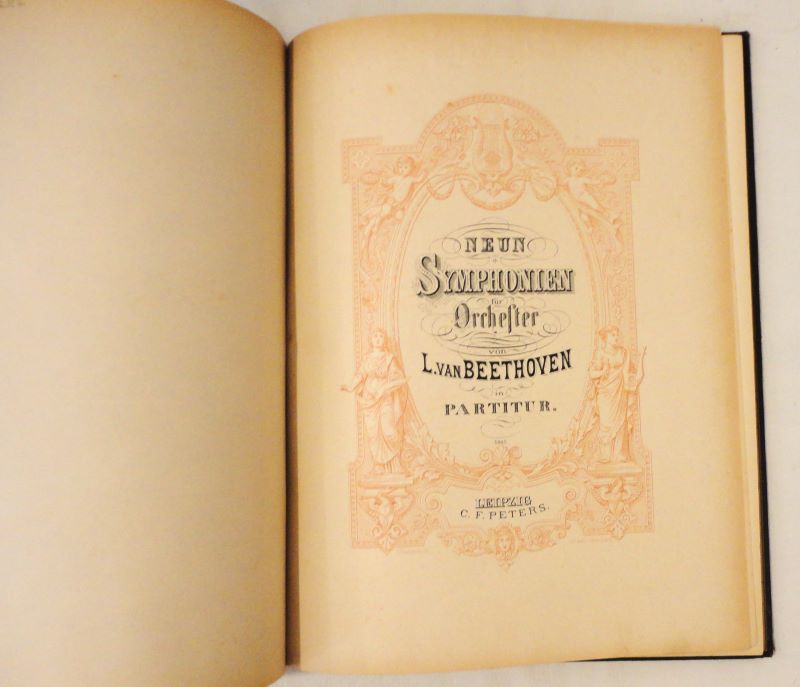 NEUN
SYMPHONIEN
für
Orcheſter
von
L. VAN BEETHOVEN
in
PARTITUR.
LEIPZIG
C. F. PETERS.